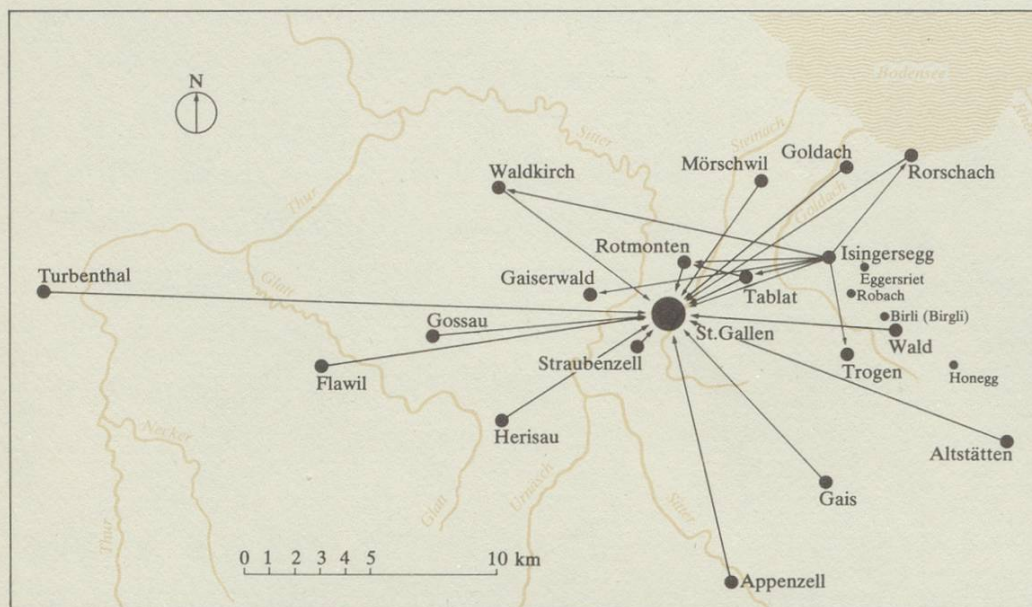 N
Bodensee
Sitter
Steinach
Goldach
Mörschwil
Rorschach
Waldkirch
Thur
Goldach
Rotmonten
Isingersegg
Eggersriet
Turbenthal
Gaiserwald
Tablat
Robach
Glatt
Gossau
Birli (Birgli)
St.Gallen
Wald
Straubenzell
Trogen
Flawil
Honegg
Necker
Herisau
Altstätten
Glatt
Urnäsch
Sitter
Gais
Thur
0 1 2 3 4 5 10 km
Appenzell